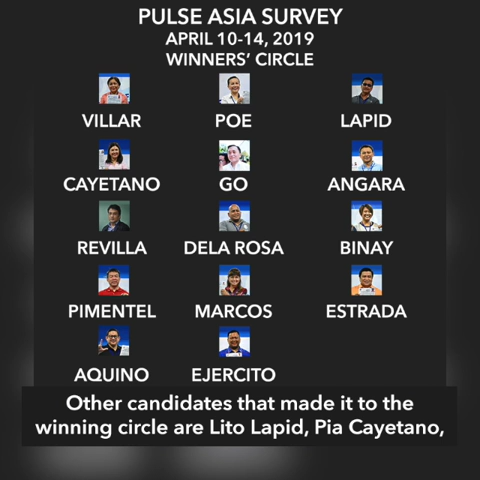 PULSE ASIA SURVEY
APRIL 10-14, 2019
WINNERS' CIRCLE
VILLAR POE LAPID
CAYETANO GO ANGARA
REVILLA DELA ROSA BINAY
PIMENTEL MARCOS ESTRADA
AQUINO EJERCITO
Other candidates that made it to the
winning circle are Lito Lapid, Pia Cayetano,